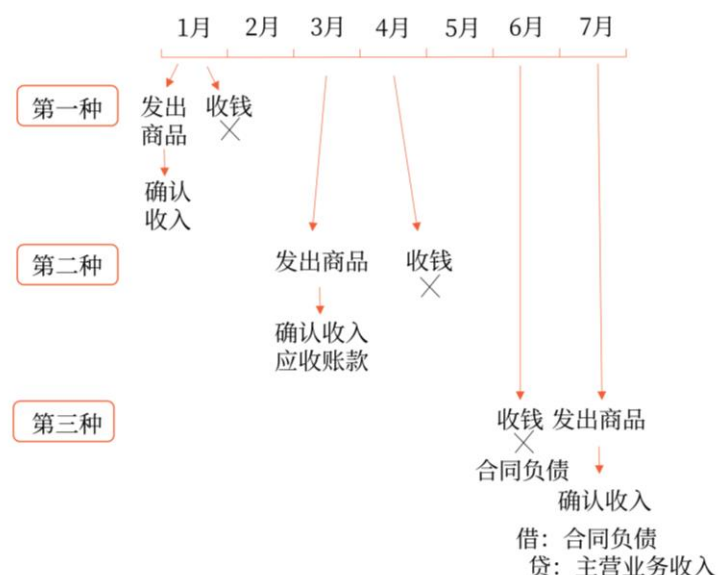 1月 2月 3月 4月 5月 6月 7月
第一种
发出 收钱
商品
确认
收入
第二种
发出商品 收钱
确认收入
应收账款
第三种
收钱 发出商品
合同负债
确认收入
借：合同负债
贷：主营业务收入